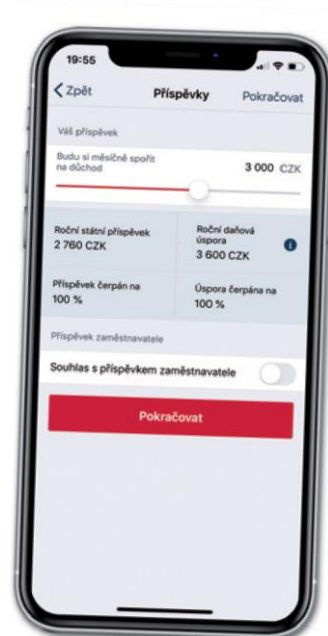 19:55
Zpět Příspěvky Pokračovat
Váš příspěvek
Budu si měsíčně spořit
na důchod
3 000 CZK
Roční státní příspěvek
2 760 CZK
Roční daňová
úspora
3 600 CZK
Příspěvek čerpán na
100 %
Úspora čerpána na
100 %
Příspěvek zaměstnavatele
Souhlas s příspěvkem zaměstnavatele
Pokračovat